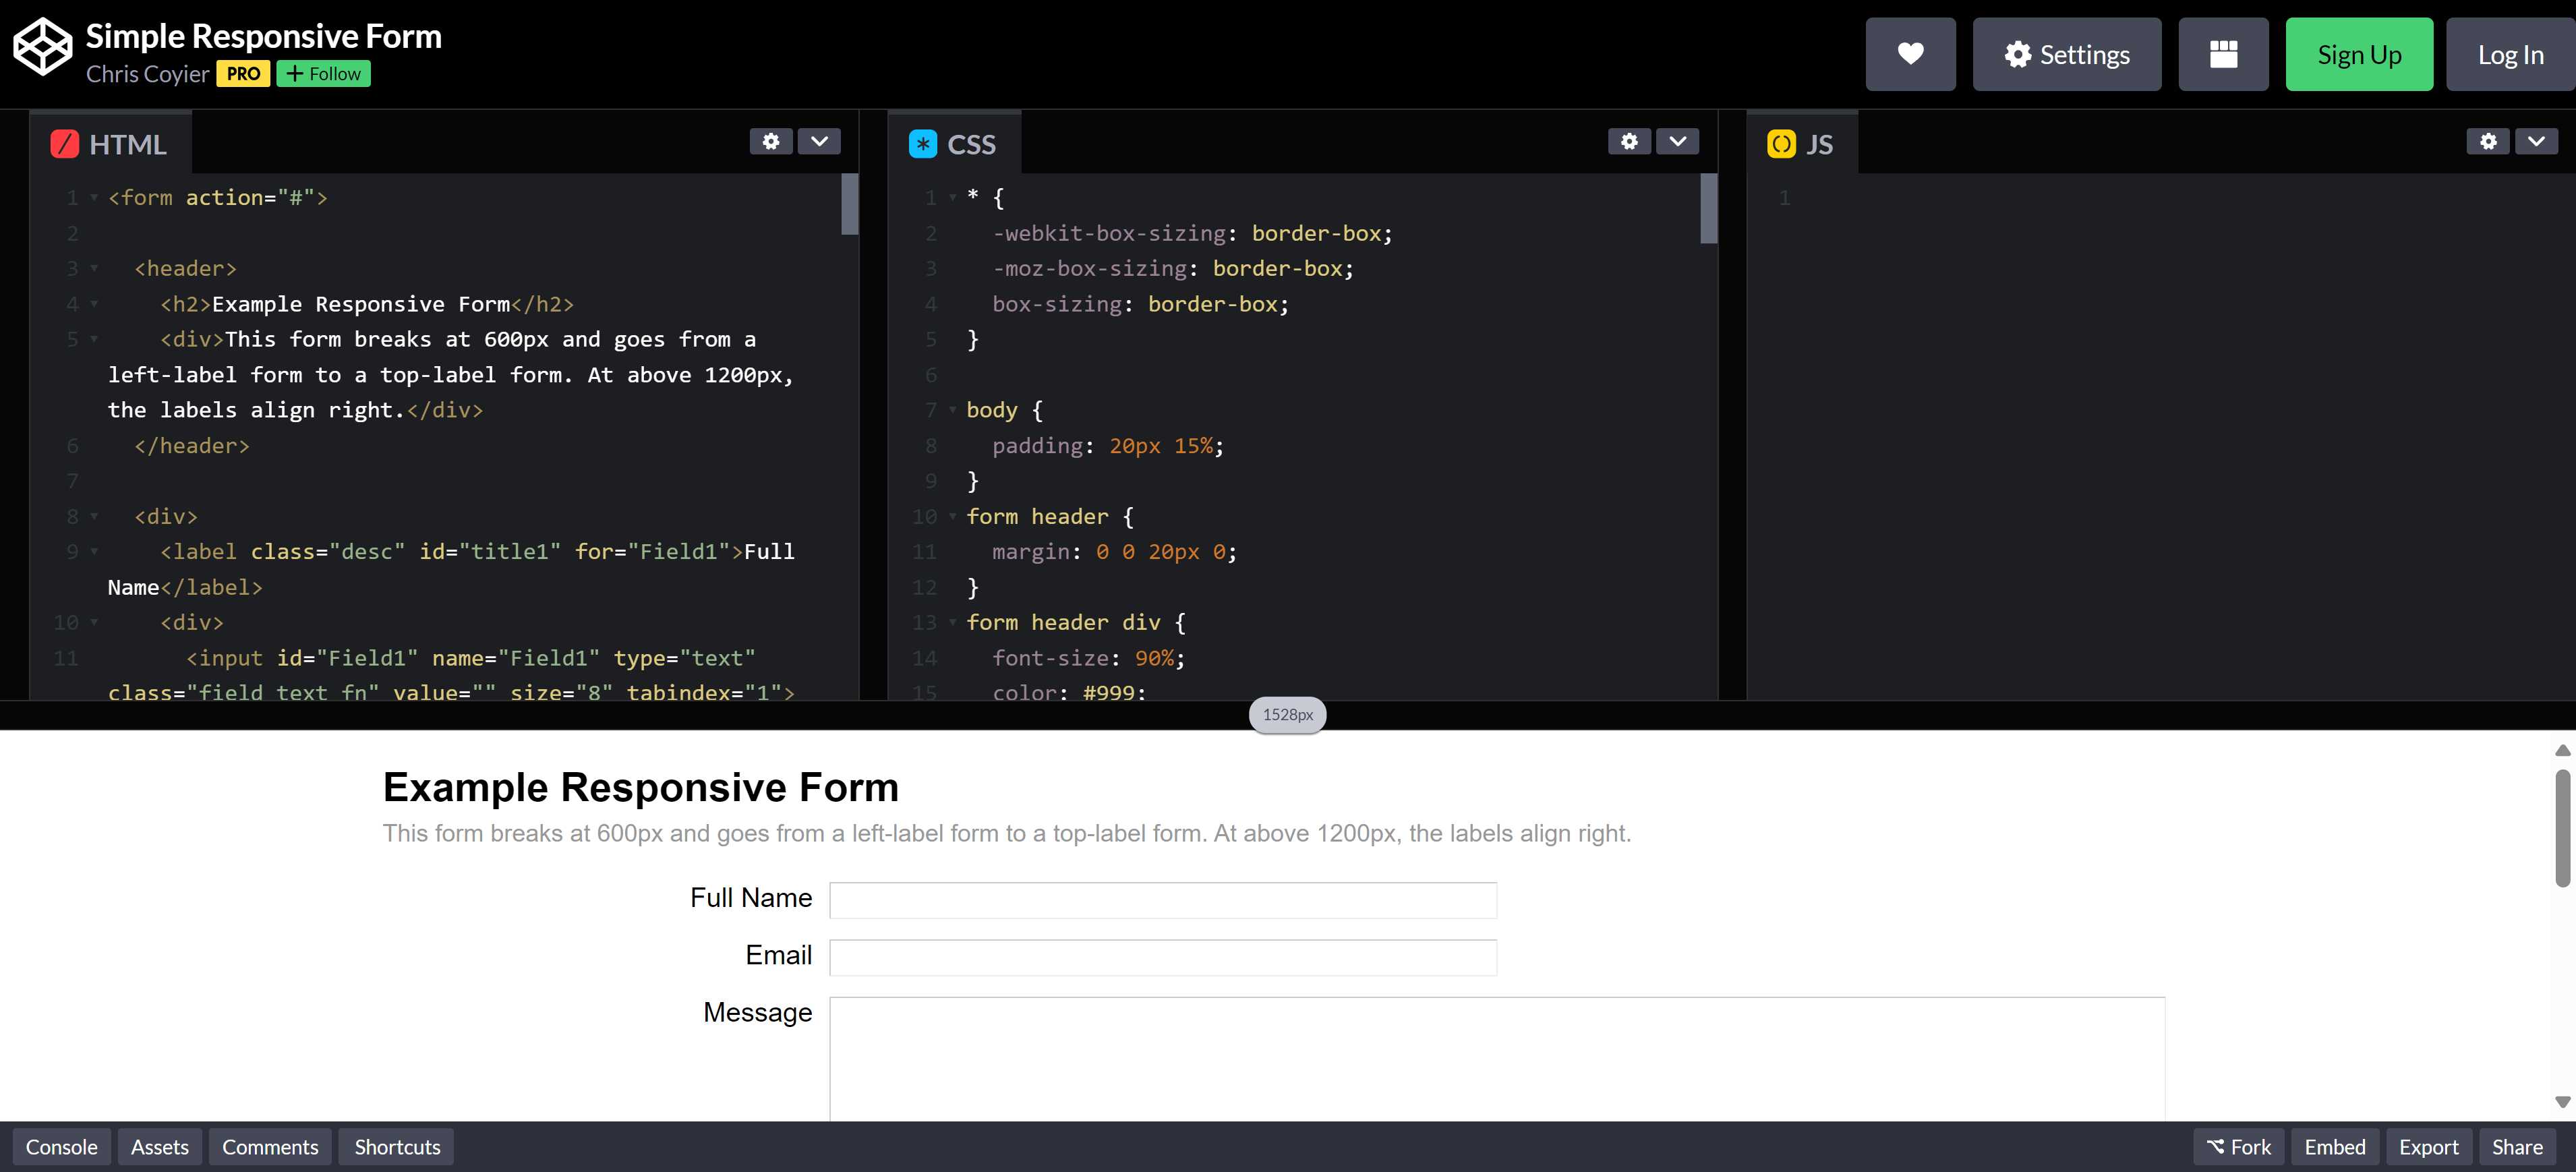 Simple Responsive Form
Chris Coyier PRO + Follow
Settings
Sign Up
Log In
HTML
1 <form action="#">
2
3 <header>
4 <h2>Example Responsive Form</h2>
5 <div>This form breaks at 600px and goes from a
left-label form to a top-label form. At above 1200px,
the labels align right.</div>
6 </header>
7
8 <div>
9 <label class="desc" id="title1" for="Field1">Full
Name</label>
10 <div>
11 <input id="Field1" name="Field1" type="text"
class="field text fn" value="" size="8" tabindex="1">
CSS
1 * {
2 -webkit-box-sizing: border-box;
3 -moz-box-sizing: border-box;
4 box-sizing: border-box;
5 }
6
7 body {
8 padding: 20px 15%;
9 }
10 form header {
11 margin: 0 0 20px 0;
12 }
13 form header div {
14 font-size: 90%;
15 color: #999;
JS
1
1528px
Example Responsive Form
This form breaks at 600px and goes from a left-label form to a top-label form. At above 1200px, the labels align right.
Full Name
Email
Message
Console Assets Comments Shortcuts
Fork Embed Export Share